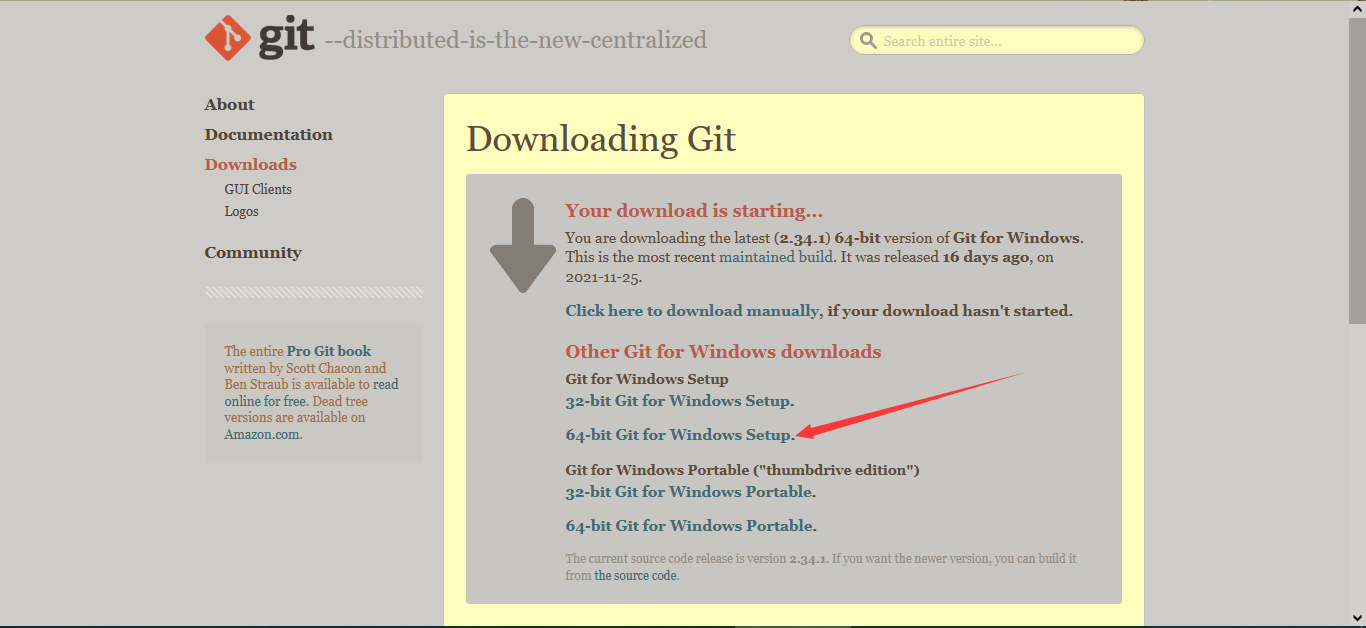 git --distributed-is-the-new-centralized
Search entire site...
About
Documentation
Downloads
GUI Clients
Logos
Community
The entire Pro Git book
written by Scott Chacon and
Ben Straub is available to read
online for free. Dead tree
versions are available on
Amazon.com.
Downloading Git
Your download is starting...
You are downloading the latest (2.34.1) 64-bit version of Git for Windows.
This is the most recent maintained build. It was released 16 days ago, on
2021-11-25.
Click here to download manually, if your download hasn't started.
Other Git for Windows downloads
Git for Windows Setup
32-bit Git for Windows Setup.
64-bit Git for Windows Setup.
Git for Windows Portable ("thumbdrive edition")
32-bit Git for Windows Portable.
64-bit Git for Windows Portable.
The current source code release is version 2.34.1. If you want the newer version, you can build it
from the source code.